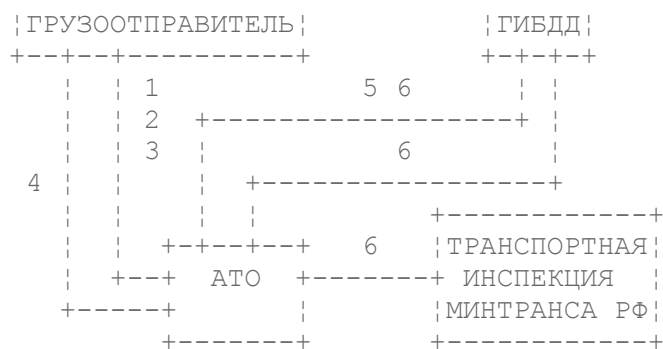 ГРУЗООТПРАВИТЕЛЬ ГИБДД
1 5 6
2
3 6
4
6 ТРАНСПОРТНАЯ
АТО ИНСПЕКЦИЯ
МИНТРАНСА РФ